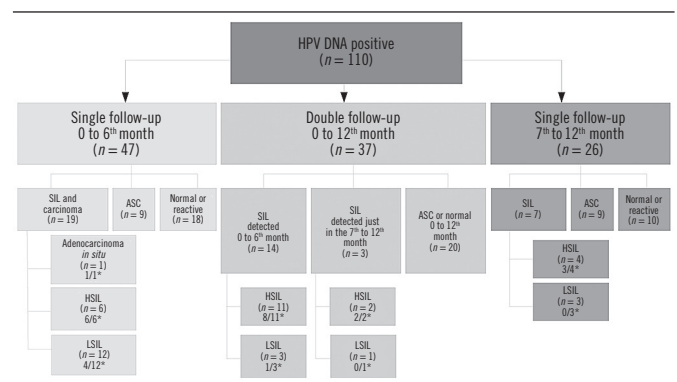 HPV DNA positive
(n = 110)
Single follow-up
0 to 6th month
(n = 47)
Double follow-up
0 to 12th month
(n = 37)
Single follow-up
7th to 12th month
(n = 26)
SIL and
carcinoma
(n = 19)
ASC
(n = 9)
Normal or
reactive
(n = 18)
SIL
detected
0 to 6th month
(n = 14)
SIL
detected just
in the 7th to 12th
month
(n = 3)
ASC or normal
0 to 12th
month
(n = 20)
SIL
(n = 7)
ASC
(n = 9)
Normal or
reactive
(n = 10)
Adenocarcinoma
in situ
(n = 1)
1/1*
HSIL
(n = 6)
6/6*
LSIL
(n = 12)
4/12*
HSIL
(n = 11)
8/11*
LSIL
(n = 3)
1/3*
HSIL
(n = 2)
2/2*
LSIL
(n = 1)
0/1*
HSIL
(n = 4)
3/4*
LSIL
(n = 3)
0/3*